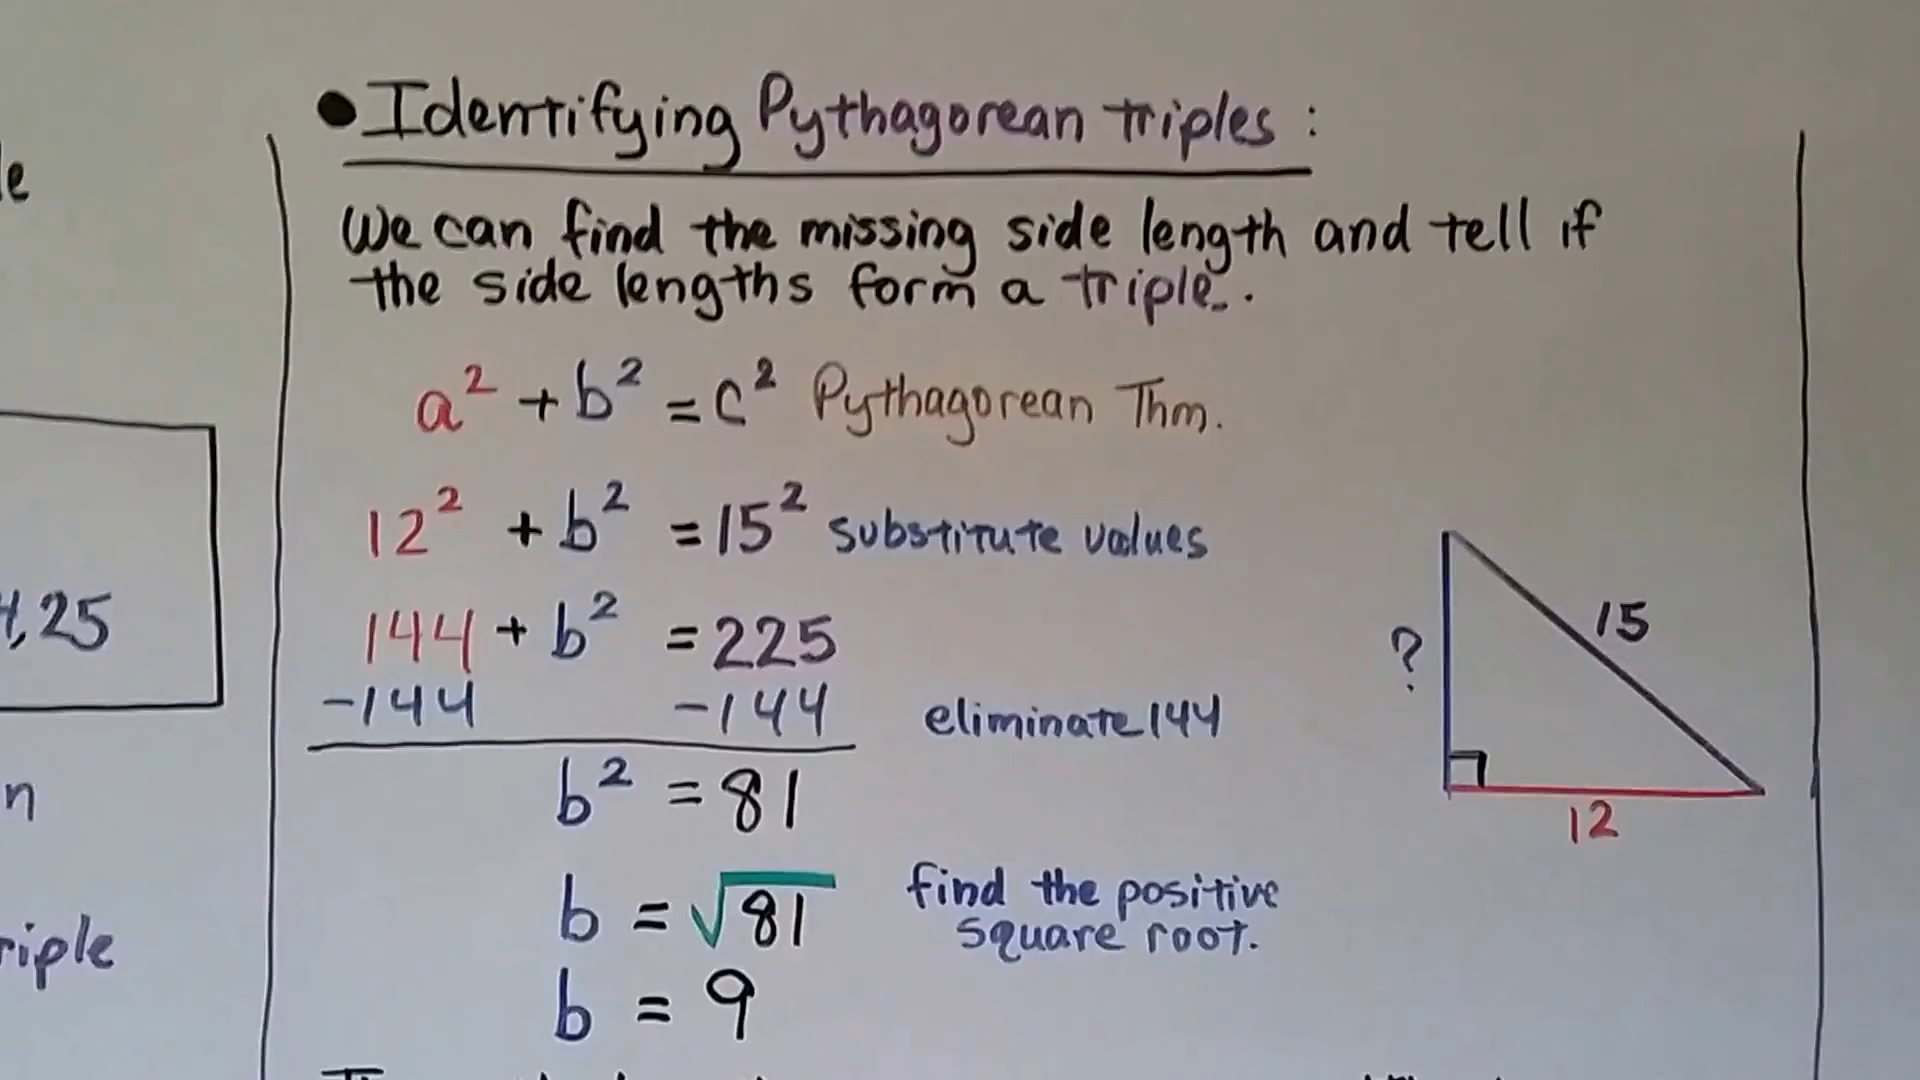 • Identifying Pythagorean triples:
We can find the missing side length and tell if
the side lengths form a triple.
a² + b² = c² Pythagorean Thm.
12² + b² = 15² substitute values
144 + b² = 225
-144 -144 eliminate 144
b² = 81
b = √81 find the positive
square root.
b = 9
?
15
12
,25